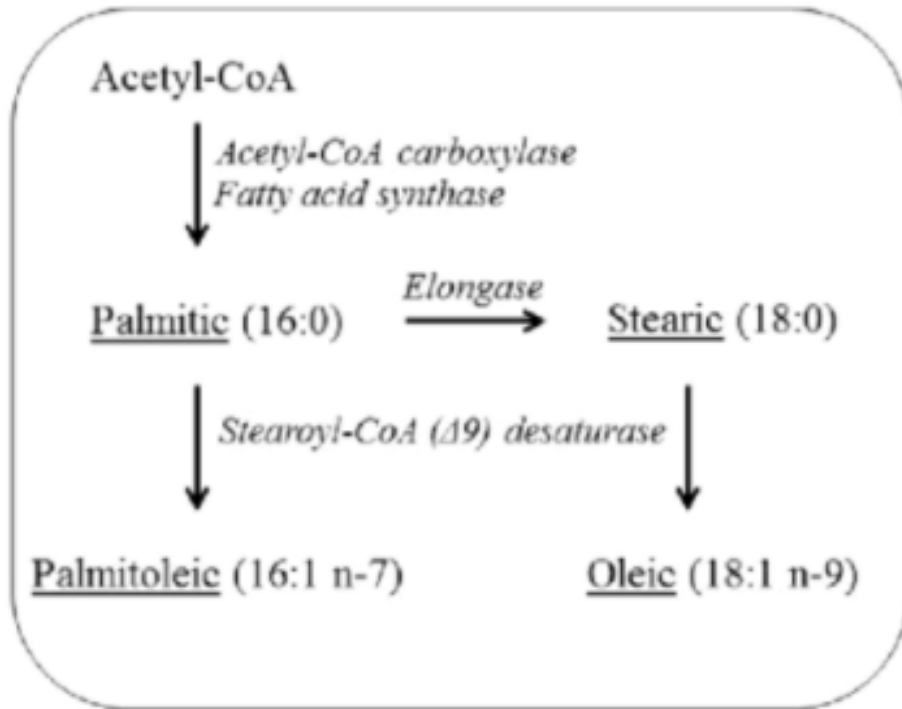 Acetyl-CoA
Acetyl-CoA carboxylase
Fatty acid synthase
Elongase
Palmitic (16:0)
Stearic (18:0)
Stearoyl-CoA (Δ9) desaturase
Palmitoleic (16:1 n-7)
Oleic (18:1 n-9)